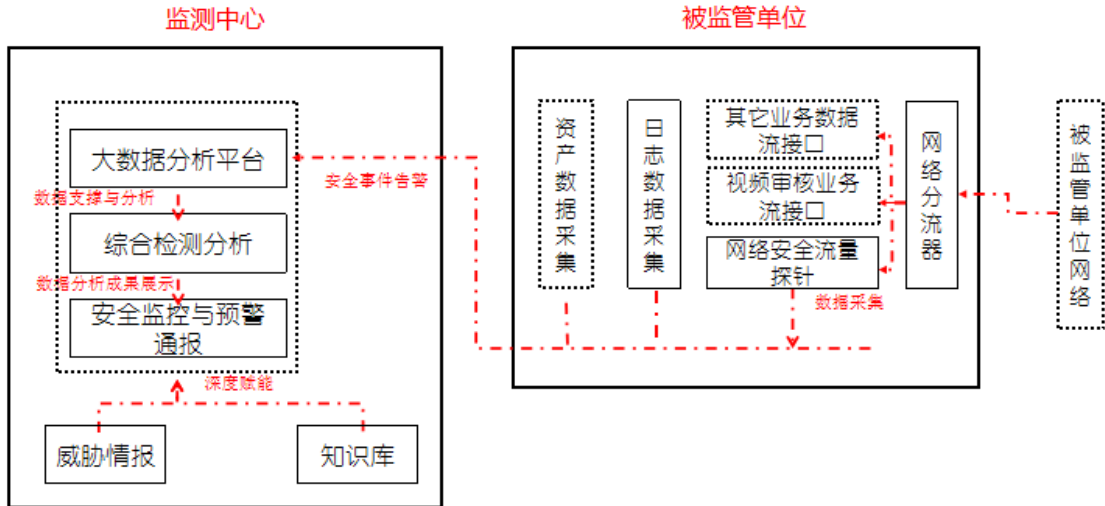 监测中心
被监管单位
大数据分析平台
数据支撑与分析
综合检测分析
数据分析成果展示
安全监控与预警
通报
深度赋能
威胁情报
知识库
安全事件告警
资产数据采集
日志数据采集
其它业务数据
流接口
视频审核业务
流接口
网络安全流量
探针
数据采集
网络分流器
被监管单位网络